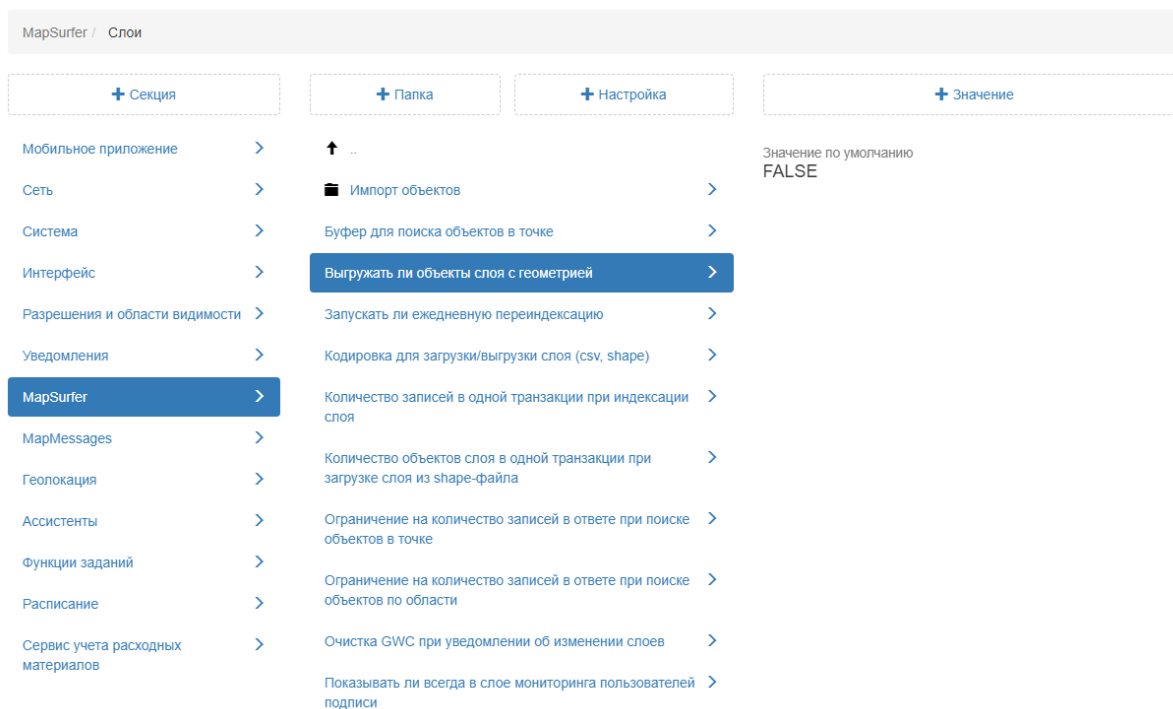 MapSurfer / Слои
+ Секция
Мобильное приложение
Сеть
Система
Интерфейс
Разрешения и области видимости
Уведомления
MapSurfer
MapMessages
Геолокация
Ассистенты
Функции заданий
Расписание
Сервис учета расходных
материалов
+ Папка
+ Настройка
..
Импорт объектов
Буфер для поиска объектов в точке
Выгружать ли объекты слоя с геометрией
Запускать ли ежедневную переиндексацию
Кодировка для загрузки/выгрузки слоя (csv, shape)
Количество записей в одной транзакции при индексации
слоя
Количество объектов слоя в одной транзакции при
загрузке слоя из shape-файла
Ограничение на количество записей в ответе при поиске
объектов в точке
Ограничение на количество записей в ответе при поиске
объектов по области
Очистка GWC при уведомлении об изменении слоев
Показывать ли всегда в слое мониторинга пользователей
подписи
+ Значение
Значение по умолчанию
FALSE